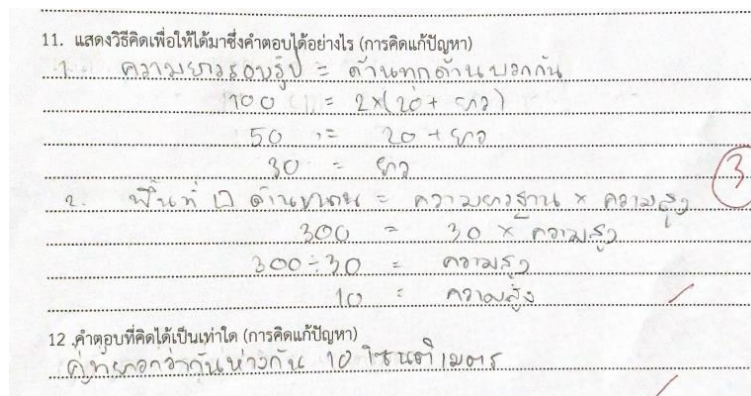 11. แสดงวิธีคิดเพื่อให้ได้มาซึ่งคำตอบได้อย่างไร (การคิดแก้ปัญหา)
1. ความยาวรอบรูป = ด้านทุกด้านบวกกัน
100 = 2×(20 + ยาว)
50 = 20 + ยาว
30 = ยาว
3
2. พื้นที่ ▱ ด้านขนาน = ความยาวฐาน × ความสูง
300 = 30 × ความสูง
300÷30 = ความสูง
10 = ความสูง
12 .คำตอบที่คิดได้เป็นเท่าใด (การคิดแก้ปัญหา)
คู่ที่ยาวกว่ากันห่างกัน 10 เซนติเมตร